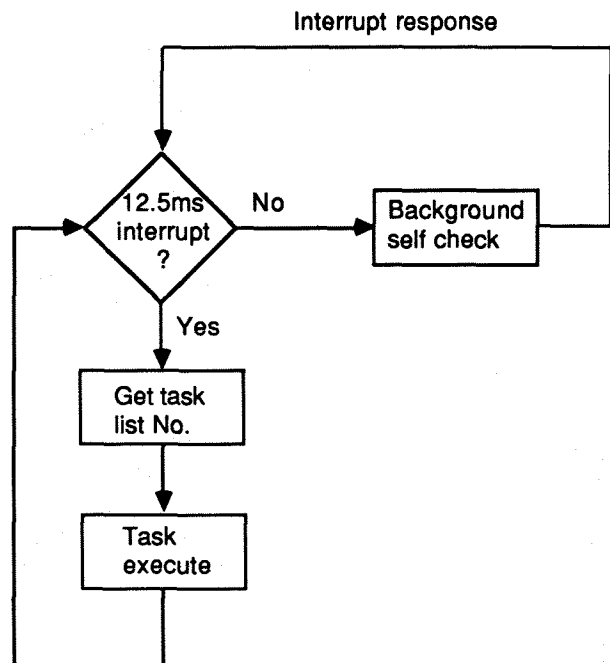 Interrupt response
12.5ms
interrupt
?
No
Background
self check
Yes
Get task
list No.
Task
execute